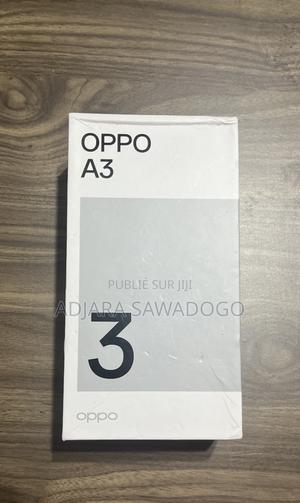 OPPO
A3
PUBLIÉ SUR JIJI
ADJARA SAWADOGO
3
oppo